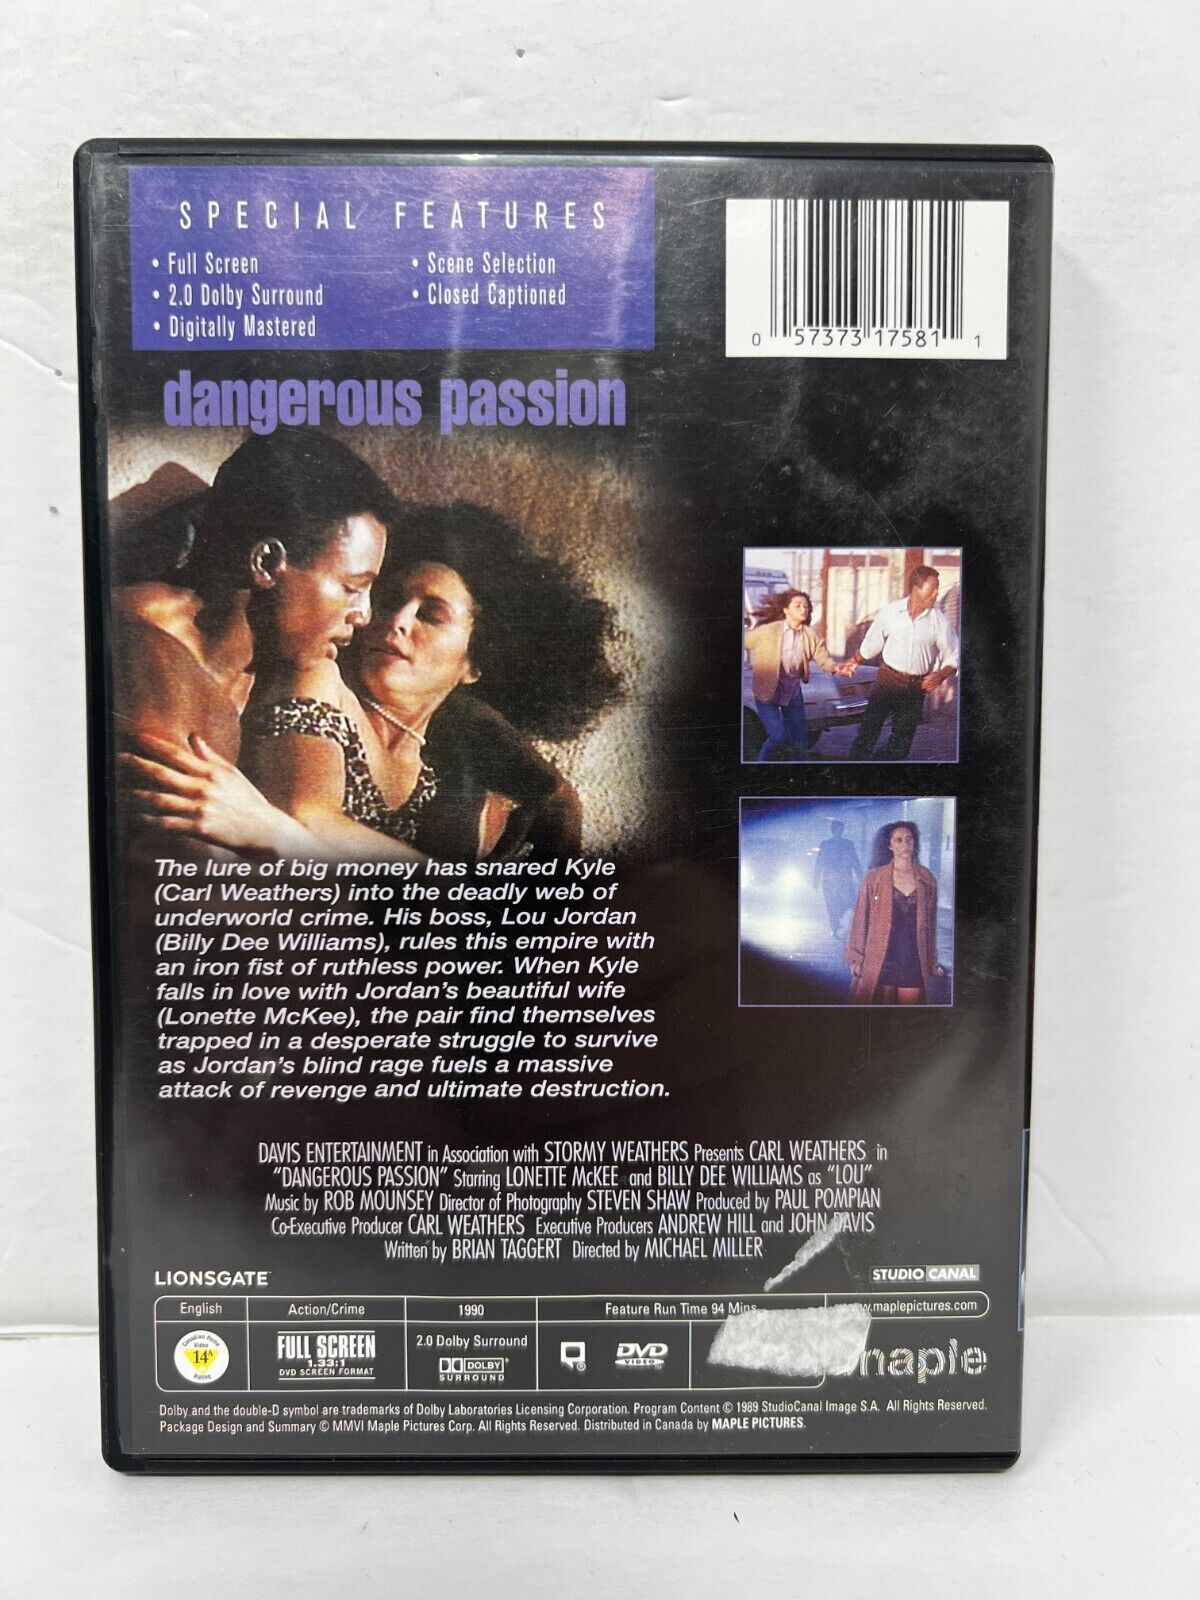 SPECIAL FEATURES
• Full Screen
• 2.0 Dolby Surround
• Digitally Mastered
• Scene Selection
• Closed Captioned
0 57373 17581 1
dangerous passion
The lure of big money has snared Kyle
(Carl Weathers) into the deadly web of
underworld crime. His boss, Lou Jordan
(Billy Dee Williams), rules this empire with
an iron fist of ruthless power. When Kyle
falls in love with Jordan's beautiful wife
(Lonette McKee), the pair find themselves
trapped in a desperate struggle to survive
as Jordan's blind rage fuels a massive
attack of revenge and ultimate destruction.
DAVIS ENTERTAINMENT in Association with STORMY WEATHERS Presents CARL WEATHERS in
"DANGEROUS PASSION" Starring LONETTE McKEE and BILLY DEE WILLIAMS as "LOU"
Music by ROB MOUNSEY Director of Photography STEVEN SHAW Produced by PAUL POMPIAN
Co-Executive Producer CARL WEATHERS Executive Producers ANDREW HILL and JOHN DAVIS
Written by BRIAN TAGGERT Directed by MICHAEL MILLER
LIONSGATE
STUDIO CANAL
English Action/Crime 1990 Feature Run Time 94 Mins. www.maplepictures.com
Canadian Home
Video
14A
Rating
FULL SCREEN
1.33:1
DVD SCREEN FORMAT
2.0 Dolby Surround
DOLBY
SURROUND
DVD
VIDEO
maple
Dolby and the double-D symbol are trademarks of Dolby Laboratories Licensing Corporation. Program Content © 1989 StudioCanal Image S.A. All Rights Reserved.
Package Design and Summary © MMVI Maple Pictures Corp. All Rights Reserved. Distributed in Canada by MAPLE PICTURES.